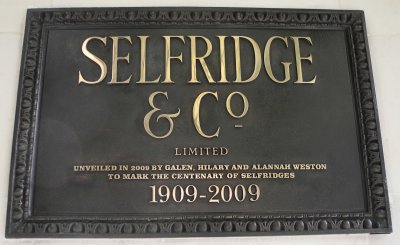 SELFRIDGE
& Co
LIMITED
UNVEILED IN 2009 BY GALEN, HILARY AND ALANNAH WESTON
TO MARK THE CENTENARY OF SELFRIDGES
1909-2009